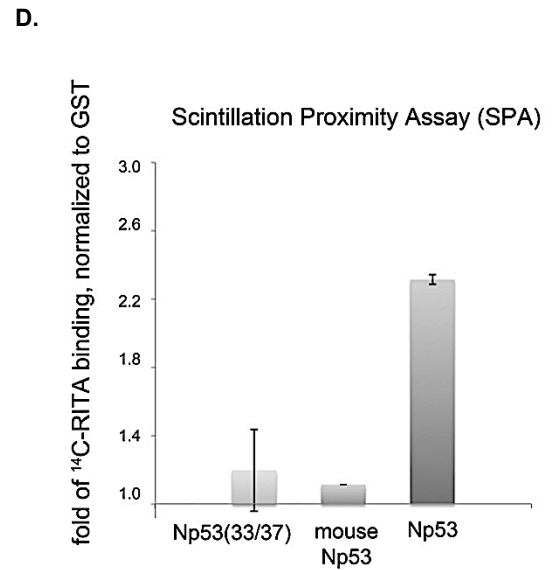 D.
Scintillation Proximity Assay (SPA)
fold of ¹⁴C-RITA binding, normalized to GST
3.0
2.6
2.2
1.8
1.4
1.0
Np53(33/37)
mouse
Np53
Np53